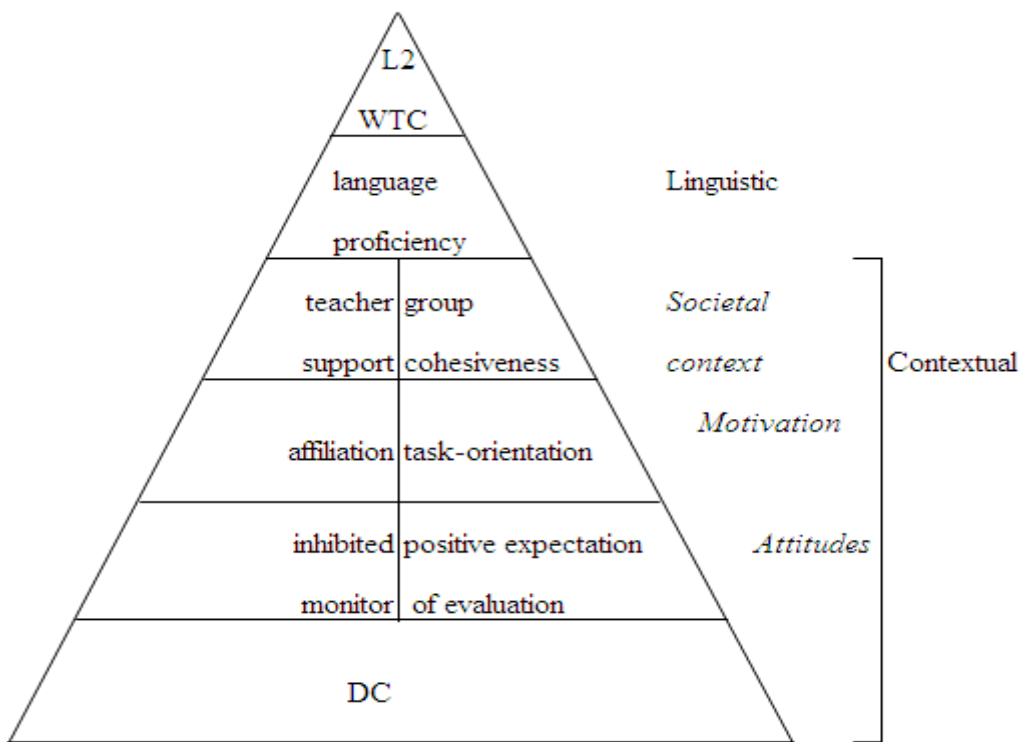 L2
WTC
language Linguistic
proficiency
teacher group Societal
support cohesiveness context Contextual
Motivation
affiliation task-orientation
inhibited positive expectation Attitudes
monitor of evaluation
DC